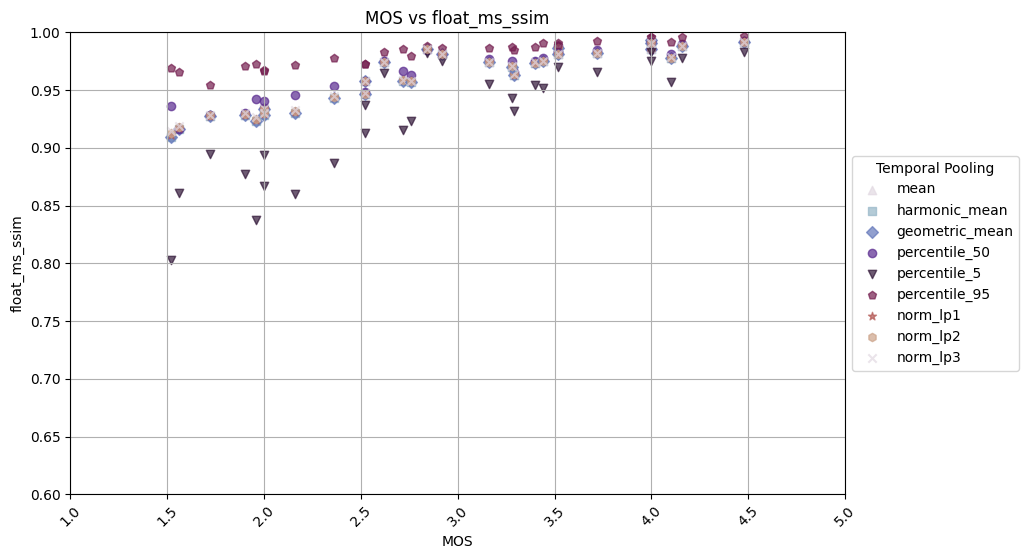 MOS vs float_ms_ssim
1.00
0.95
0.90
0.85
0.80
0.75
0.70
0.65
0.60
float_ms_ssim
1.0
1.5
2.0
2.5
3.0
3.5
4.0
4.5
5.0
MOS
Temporal Pooling
mean
harmonic_mean
geometric_mean
percentile_50
percentile_5
percentile_95
norm_lp1
norm_lp2
norm_lp3